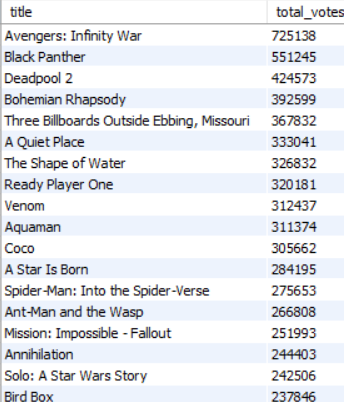 title total_votes
Avengers: Infinity War 725138
Black Panther 551245
Deadpool 2 424573
Bohemian Rhapsody 392599
Three Billboards Outside Ebbing, Missouri 367832
A Quiet Place 333041
The Shape of Water 326832
Ready Player One 320181
Venom 312437
Aquaman 311374
Coco 305662
A Star Is Born 284195
Spider-Man: Into the Spider-Verse 275653
Ant-Man and the Wasp 266808
Mission: Impossible - Fallout 251993
Annihilation 244403
Solo: A Star Wars Story 242506
Bird Box 237846